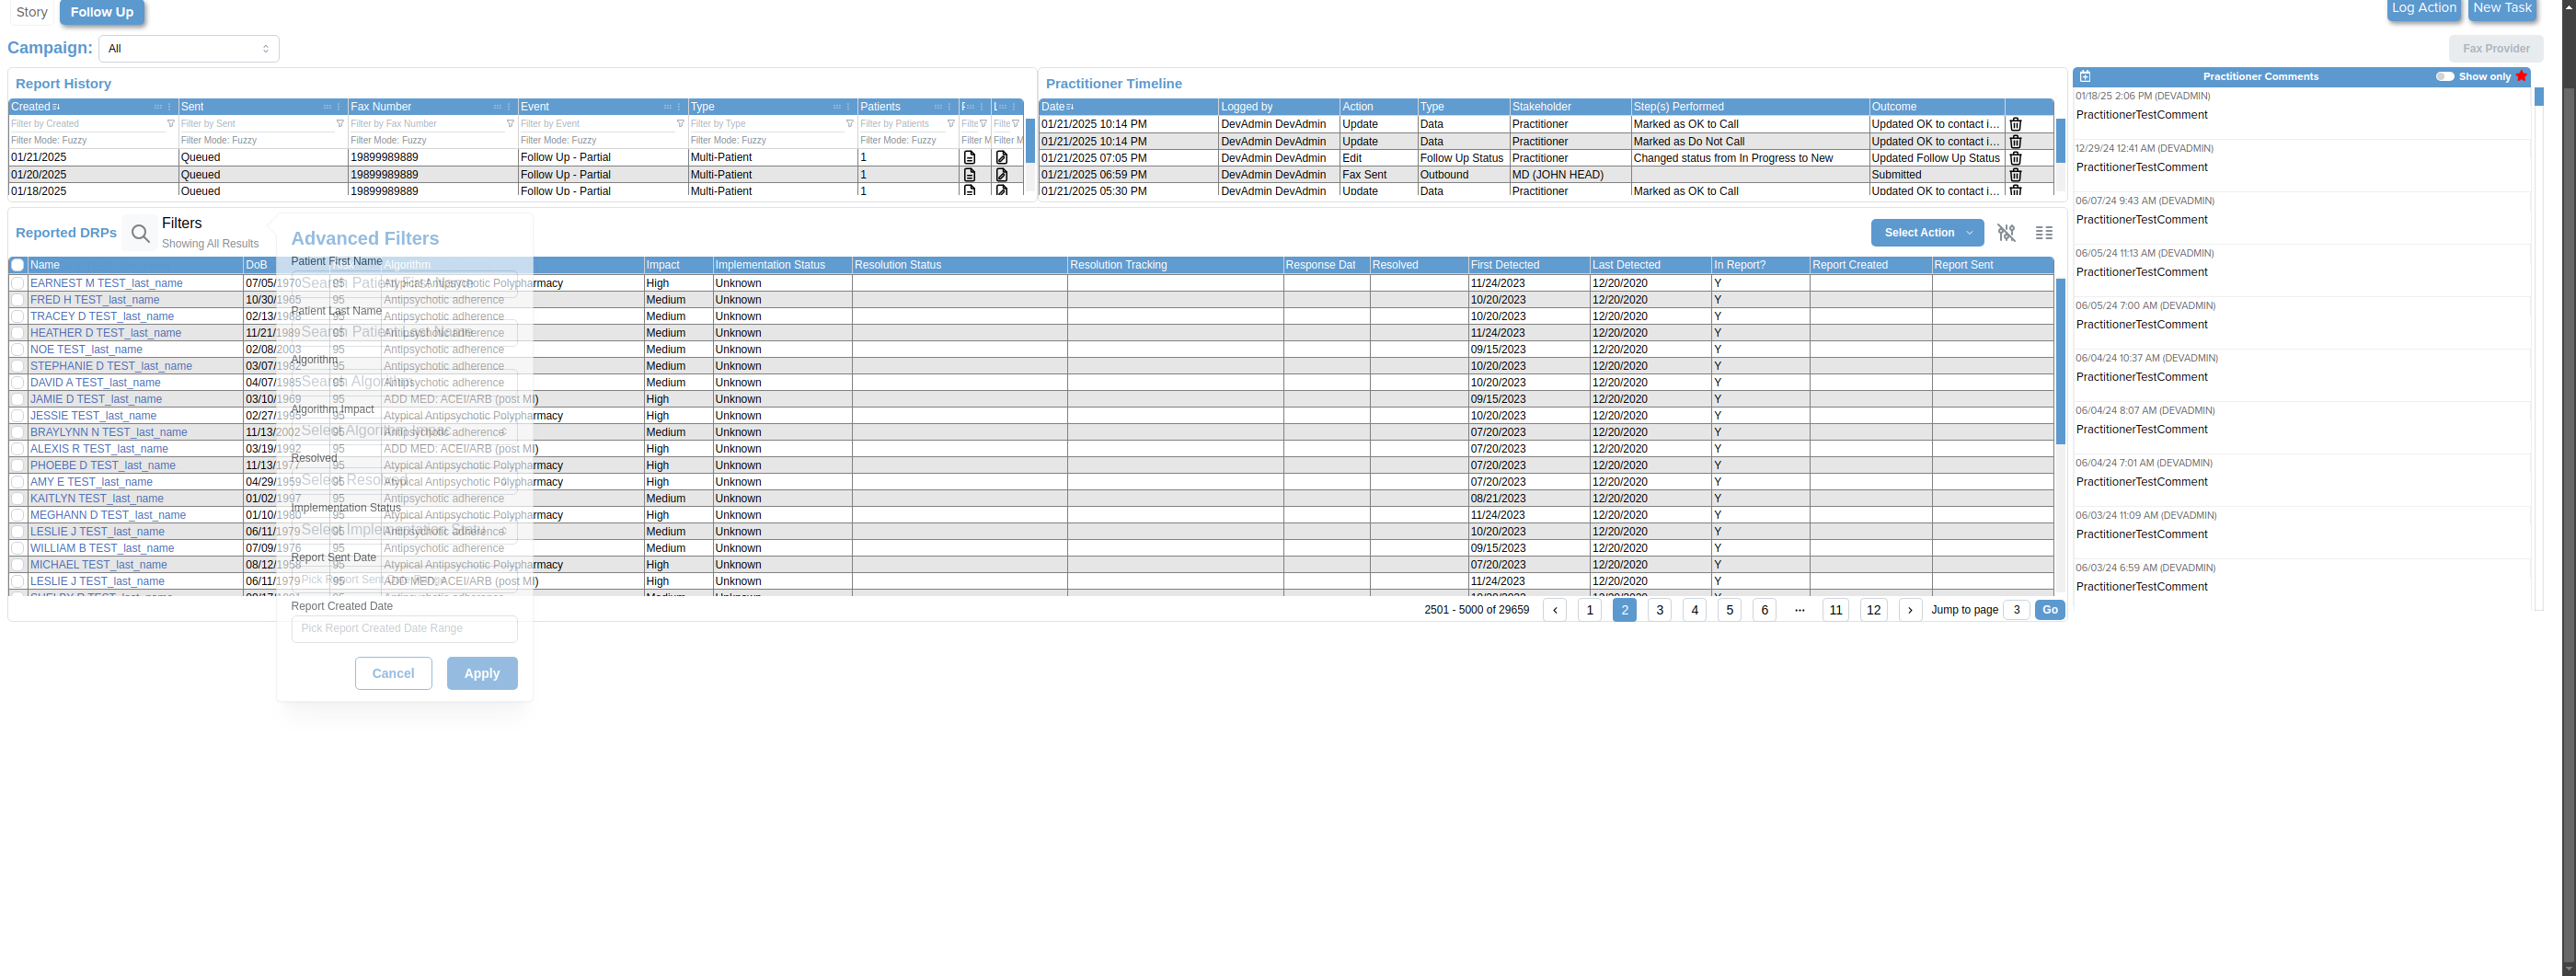 Story Follow Up Log Action New Task
Campaign: All Fax Provider
Report History
Created Sent Fax Number Event Type Patients
Filter by Created Filter by Sent Filter by Fax Number Filter by Event Filter by Type Filter by Patients Filte Filte
Filter Mode: Fuzzy Filter Mode: Fuzzy Filter Mode: Fuzzy Filter Mode: Fuzzy Filter Mode: Fuzzy Filter Mode: Fuzzy Filter M Filter M
01/21/2025 Queued 19899989889 Follow Up - Partial Multi-Patient 1
01/20/2025 Queued 19899989889 Follow Up - Partial Multi-Patient 1
01/18/2025 Queued 19899989889 Follow Up - Partial Multi-Patient 1
Practitioner Timeline
Date Logged by Action Type Stakeholder Step(s) Performed Outcome
01/21/2025 10:14 PM DevAdmin DevAdmin Update Data Practitioner Marked as OK to Call Updated OK to contact i...
01/21/2025 10:14 PM DevAdmin DevAdmin Update Data Practitioner Marked as Do Not Call Updated OK to contact i...
01/21/2025 07:05 PM DevAdmin DevAdmin Edit Follow Up Status Practitioner Changed status from In Progress to New Updated Follow Up Status
01/21/2025 06:59 PM DevAdmin DevAdmin Fax Sent Outbound MD (JOHN HEAD) Submitted
01/21/2025 05:30 PM DevAdmin DevAdmin Update Data Practitioner Marked as OK to Call Updated OK to contact i...
Practitioner Comments Show only
01/18/25 2:06 PM (DEVADMIN)
PractitionerTestComment
12/29/24 12:41 AM (DEVADMIN)
PractitionerTestComment
06/07/24 9:43 AM (DEVADMIN)
PractitionerTestComment
06/05/24 11:13 AM (DEVADMIN)
PractitionerTestComment
06/05/24 7:00 AM (DEVADMIN)
PractitionerTestComment
06/04/24 10:37 AM (DEVADMIN)
PractitionerTestComment
06/04/24 8:07 AM (DEVADMIN)
PractitionerTestComment
06/04/24 7:01 AM (DEVADMIN)
PractitionerTestComment
06/03/24 11:09 AM (DEVADMIN)
PractitionerTestComment
06/03/24 6:59 AM (DEVADMIN)
PractitionerTestComment
Reported DRPs Filters Select Action
Showing All Results
Name DoB Algorithm Impact Implementation Status Resolution Status Resolution Tracking Response Dat Resolved First Detected Last Detected In Report? Report Created Report Sent
EARNEST M TEST_last_name 07/05/1970 95 Atypical Antipsychotic Polypharmacy High Unknown 11/24/2023 12/20/2020 Y
FRED H TEST_last_name 10/30/1965 95 Antipsychotic adherence Medium Unknown 10/20/2023 12/20/2020 Y
TRACEY D TEST_last_name 02/13/1968 95 Antipsychotic adherence Medium Unknown 10/20/2023 12/20/2020 Y
HEATHER D TEST_last_name 11/21/1989 95 Antipsychotic adherence Medium Unknown 11/24/2023 12/20/2020 Y
NOE TEST_last_name 02/08/2003 95 Antipsychotic adherence Medium Unknown 09/15/2023 12/20/2020 Y
STEPHANIE D TEST_last_name 03/07/1982 95 Antipsychotic adherence Medium Unknown 10/20/2023 12/20/2020 Y
DAVID A TEST_last_name 04/07/1985 95 Antipsychotic adherence Medium Unknown 10/20/2023 12/20/2020 Y
JAMIE D TEST_last_name 03/10/1969 95 ADD MED: ACEI/ARB (post MI) High Unknown 09/15/2023 12/20/2020 Y
JESSIE TEST_last_name 02/27/1995 95 Atypical Antipsychotic Polypharmacy High Unknown 10/20/2023 12/20/2020 Y
BRAYLYNN N TEST_last_name 11/13/2002 95 Antipsychotic adherence Medium Unknown 07/20/2023 12/20/2020 Y
ALEXIS R TEST_last_name 03/19/1992 95 ADD MED: ACEI/ARB (post MI) High Unknown 07/20/2023 12/20/2020 Y
PHOEBE D TEST_last_name 11/13/1977 95 Atypical Antipsychotic Polypharmacy High Unknown 07/20/2023 12/20/2020 Y
AMY E TEST_last_name 04/29/1959 95 Atypical Antipsychotic Polypharmacy High Unknown 07/20/2023 12/20/2020 Y
KAITLYN TEST_last_name 01/02/1997 95 Antipsychotic adherence Medium Unknown 08/21/2023 12/20/2020 Y
MEGHANN D TEST_last_name 01/10/1980 95 Atypical Antipsychotic Polypharmacy High Unknown 11/24/2023 12/20/2020 Y
LESLIE J TEST_last_name 06/11/1979 95 Antipsychotic adherence Medium Unknown 10/20/2023 12/20/2020 Y
WILLIAM B TEST_last_name 07/09/1976 95 Antipsychotic adherence Medium Unknown 09/15/2023 12/20/2020 Y
MICHAEL TEST_last_name 08/12/1958 95 Atypical Antipsychotic Polypharmacy High Unknown 07/20/2023 12/20/2020 Y
LESLIE J TEST_last_name 06/11/1979 95 ADD MED: ACEI/ARB (post MI) High Unknown 11/24/2023 12/20/2020 Y
Advanced Filters
Patient First Name
Search Patient First Name
Patient Last Name
Search Patient Last Name
Algorithm
Search Algorithm
Algorithm Impact
Select Algorithm Impac
Resolved
Select Resolved
Implementation Status
Select Implementation Statu
Report Sent Date
Pick Report Sent Date Range
Report Created Date
Pick Report Created Date Range
Cancel Apply
2501 - 5000 of 29659 1 2 3 4 5 6 ... 11 12 Jump to page 3 Go